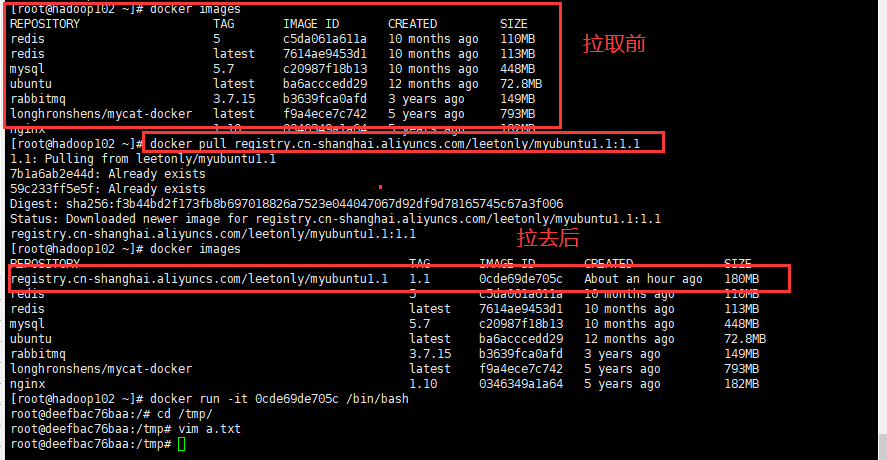 [root@hadoop102 ~]# docker images
REPOSITORY TAG IMAGE ID CREATED SIZE
redis 5 c5da061a611a 10 months ago 110MB
redis latest 7614ae9453d1 10 months ago 113MB
拉取前
mysql 5.7 c20987f18b13 10 months ago 448MB
ubuntu latest ba6acccedd29 12 months ago 72.8MB
rabbitmq 3.7.15 b3639fca0afd 3 years ago 149MB
longhronshens/mycat-docker latest f9a4ece7c742 5 years ago 793MB
nginx 1.10 0346349a1a64 5 years ago 182MB
[root@hadoop102 ~]# docker pull registry.cn-shanghai.aliyuncs.com/leetonly/myubuntu1.1:1.1
1.1: Pulling from leetonly/myubuntu1.1
7b1a6ab2e44d: Already exists
59c233ff5e5f: Already exists
Digest: sha256:f3b44bd2f173fb8b697018826a7523e044047067d92df9d78165745c67a3f006
Status: Downloaded newer image for registry.cn-shanghai.aliyuncs.com/leetonly/myubuntu1.1:1.1
registry.cn-shanghai.aliyuncs.com/leetonly/myubuntu1.1:1.1
拉去后
[root@hadoop102 ~]# docker images
REPOSITORY TAG IMAGE ID CREATED SIZE
registry.cn-shanghai.aliyuncs.com/leetonly/myubuntu1.1 1.1 0cde69de705c About an hour ago 180MB
redis 5 c5da061a611a 10 months ago 110MB
redis latest 7614ae9453d1 10 months ago 113MB
mysql 5.7 c20987f18b13 10 months ago 448MB
ubuntu latest ba6acccedd29 12 months ago 72.8MB
rabbitmq 3.7.15 b3639fca0afd 3 years ago 149MB
longhronshens/mycat-docker latest f9a4ece7c742 5 years ago 793MB
nginx 1.10 0346349a1a64 5 years ago 182MB
[root@hadoop102 ~]# docker run -it 0cde69de705c /bin/bash
root@deefbac76baa:/# cd /tmp/
root@deefbac76baa:/tmp# vim a.txt
root@deefbac76baa:/tmp#